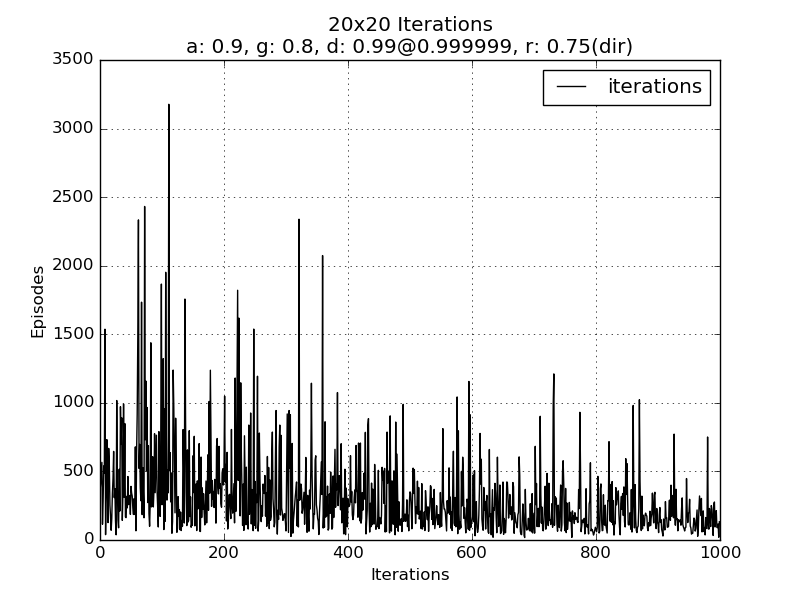 20x20 Iterations
a: 0.9, g: 0.8, d: 0.99@0.999999, r: 0.75(dir)
iterations
3500
3000
2500
2000
1500
1000
500
0
Episodes
0 200 400 600 800 1000
Iterations